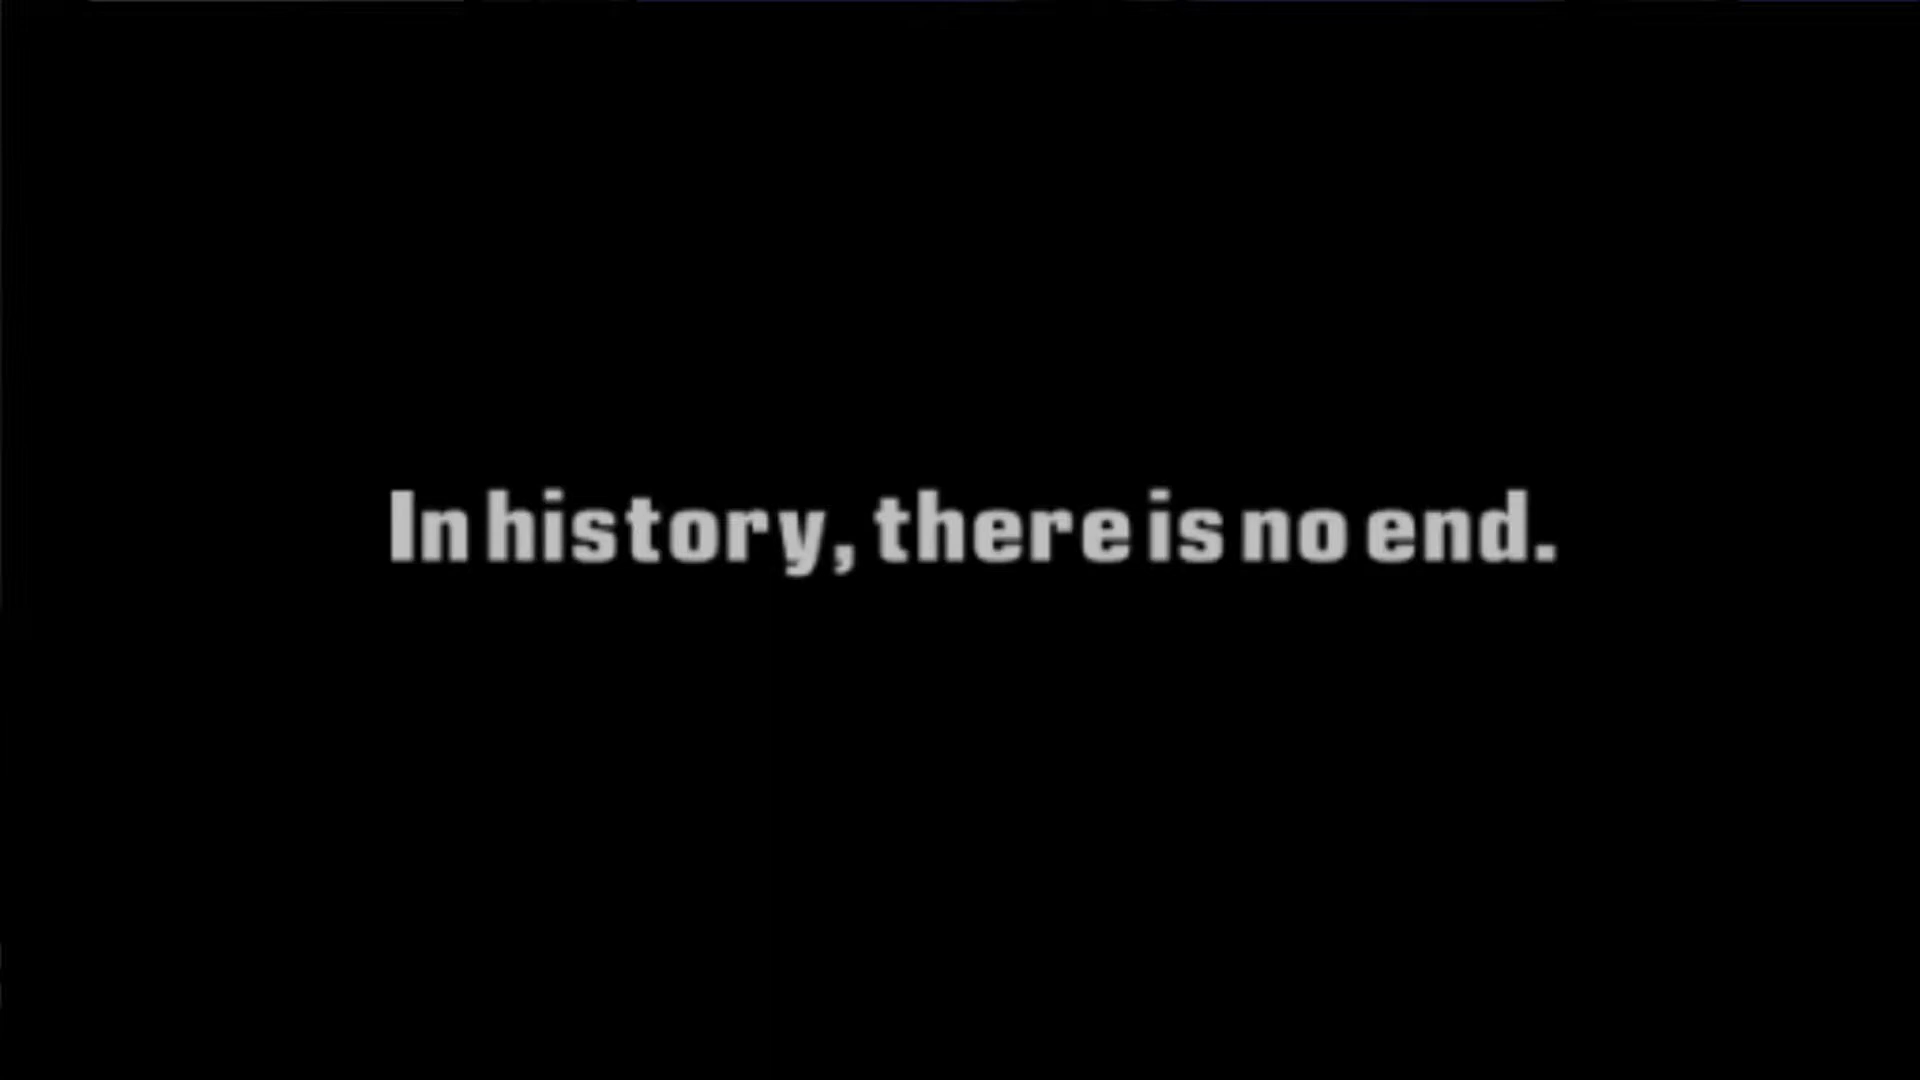 In history, there is no end.